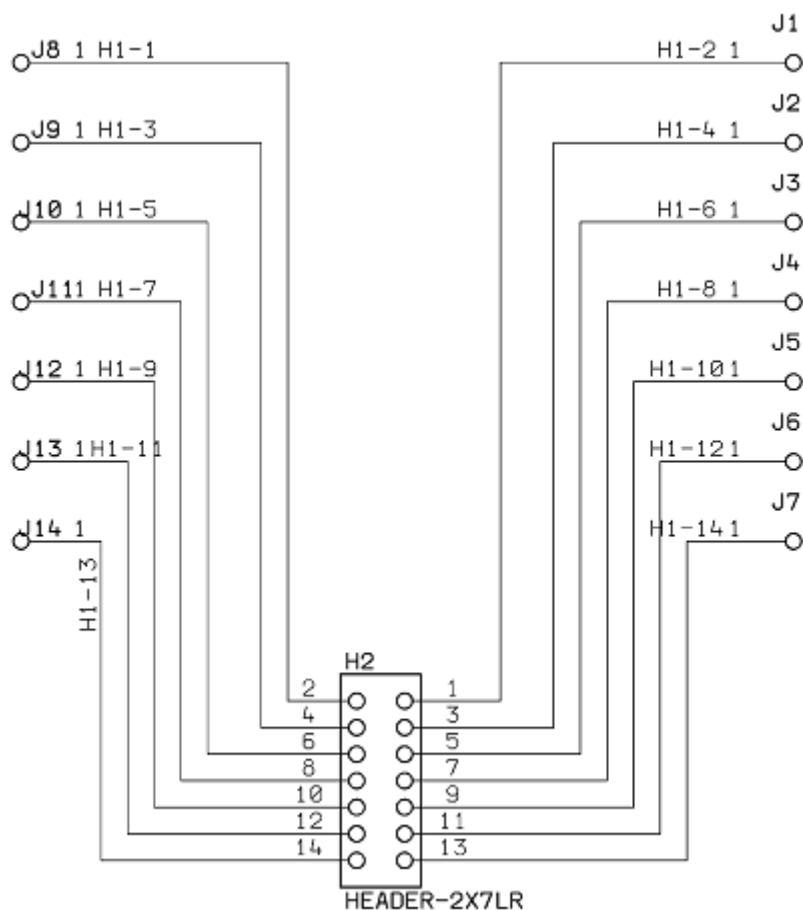 J1
J8 1 H1-1
H1-2 1
J2
J9 1 H1-3
H1-4 1
J3
J10 1 H1-5
H1-6 1
J4
J11 1 H1-7
H1-8 1
J5
J12 1 H1-9
H1-10 1
J6
J13 1 H1-11
H1-12 1
J7
J14 1
H1-14 1
H1-13
H2
2 1
4 3
6 5
8 7
10 9
12 11
14 13
HEADER-2X7LR